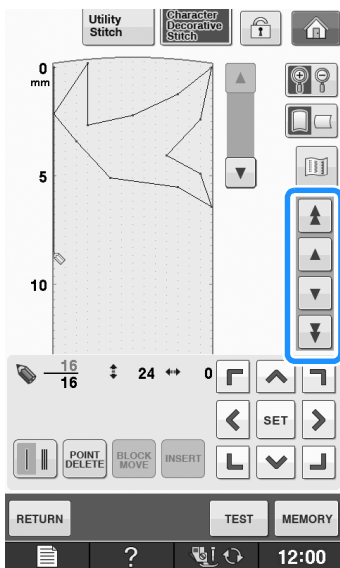 Utility
Stitch
Character
Decorative
Stitch
0
mm
5
10
16
16
24
0
SET
POINT
DELETE
BLOCK
MOVE
INSERT
RETURN
TEST
MEMORY
?
12:00